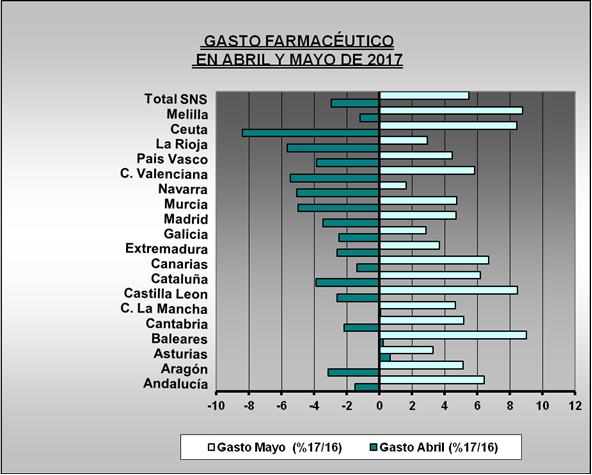 GASTO FARMACÉUTICO
EN ABRIL Y MAYO DE 2017
Total SNS
Melilla
Ceuta
La Rioja
Pais Vasco
C. Valenciana
Navarra
Murcia
Madrid
Galicia
Extremadura
Canarias
Cataluña
Castilla Leon
C. La Mancha
Cantabria
Baleares
Asturias
Aragón
Andalucía
-10 -8 -6 -4 -2 0 2 4 6 8 10 12
Gasto Mayo (%17/16) Gasto Abril (%17/16)